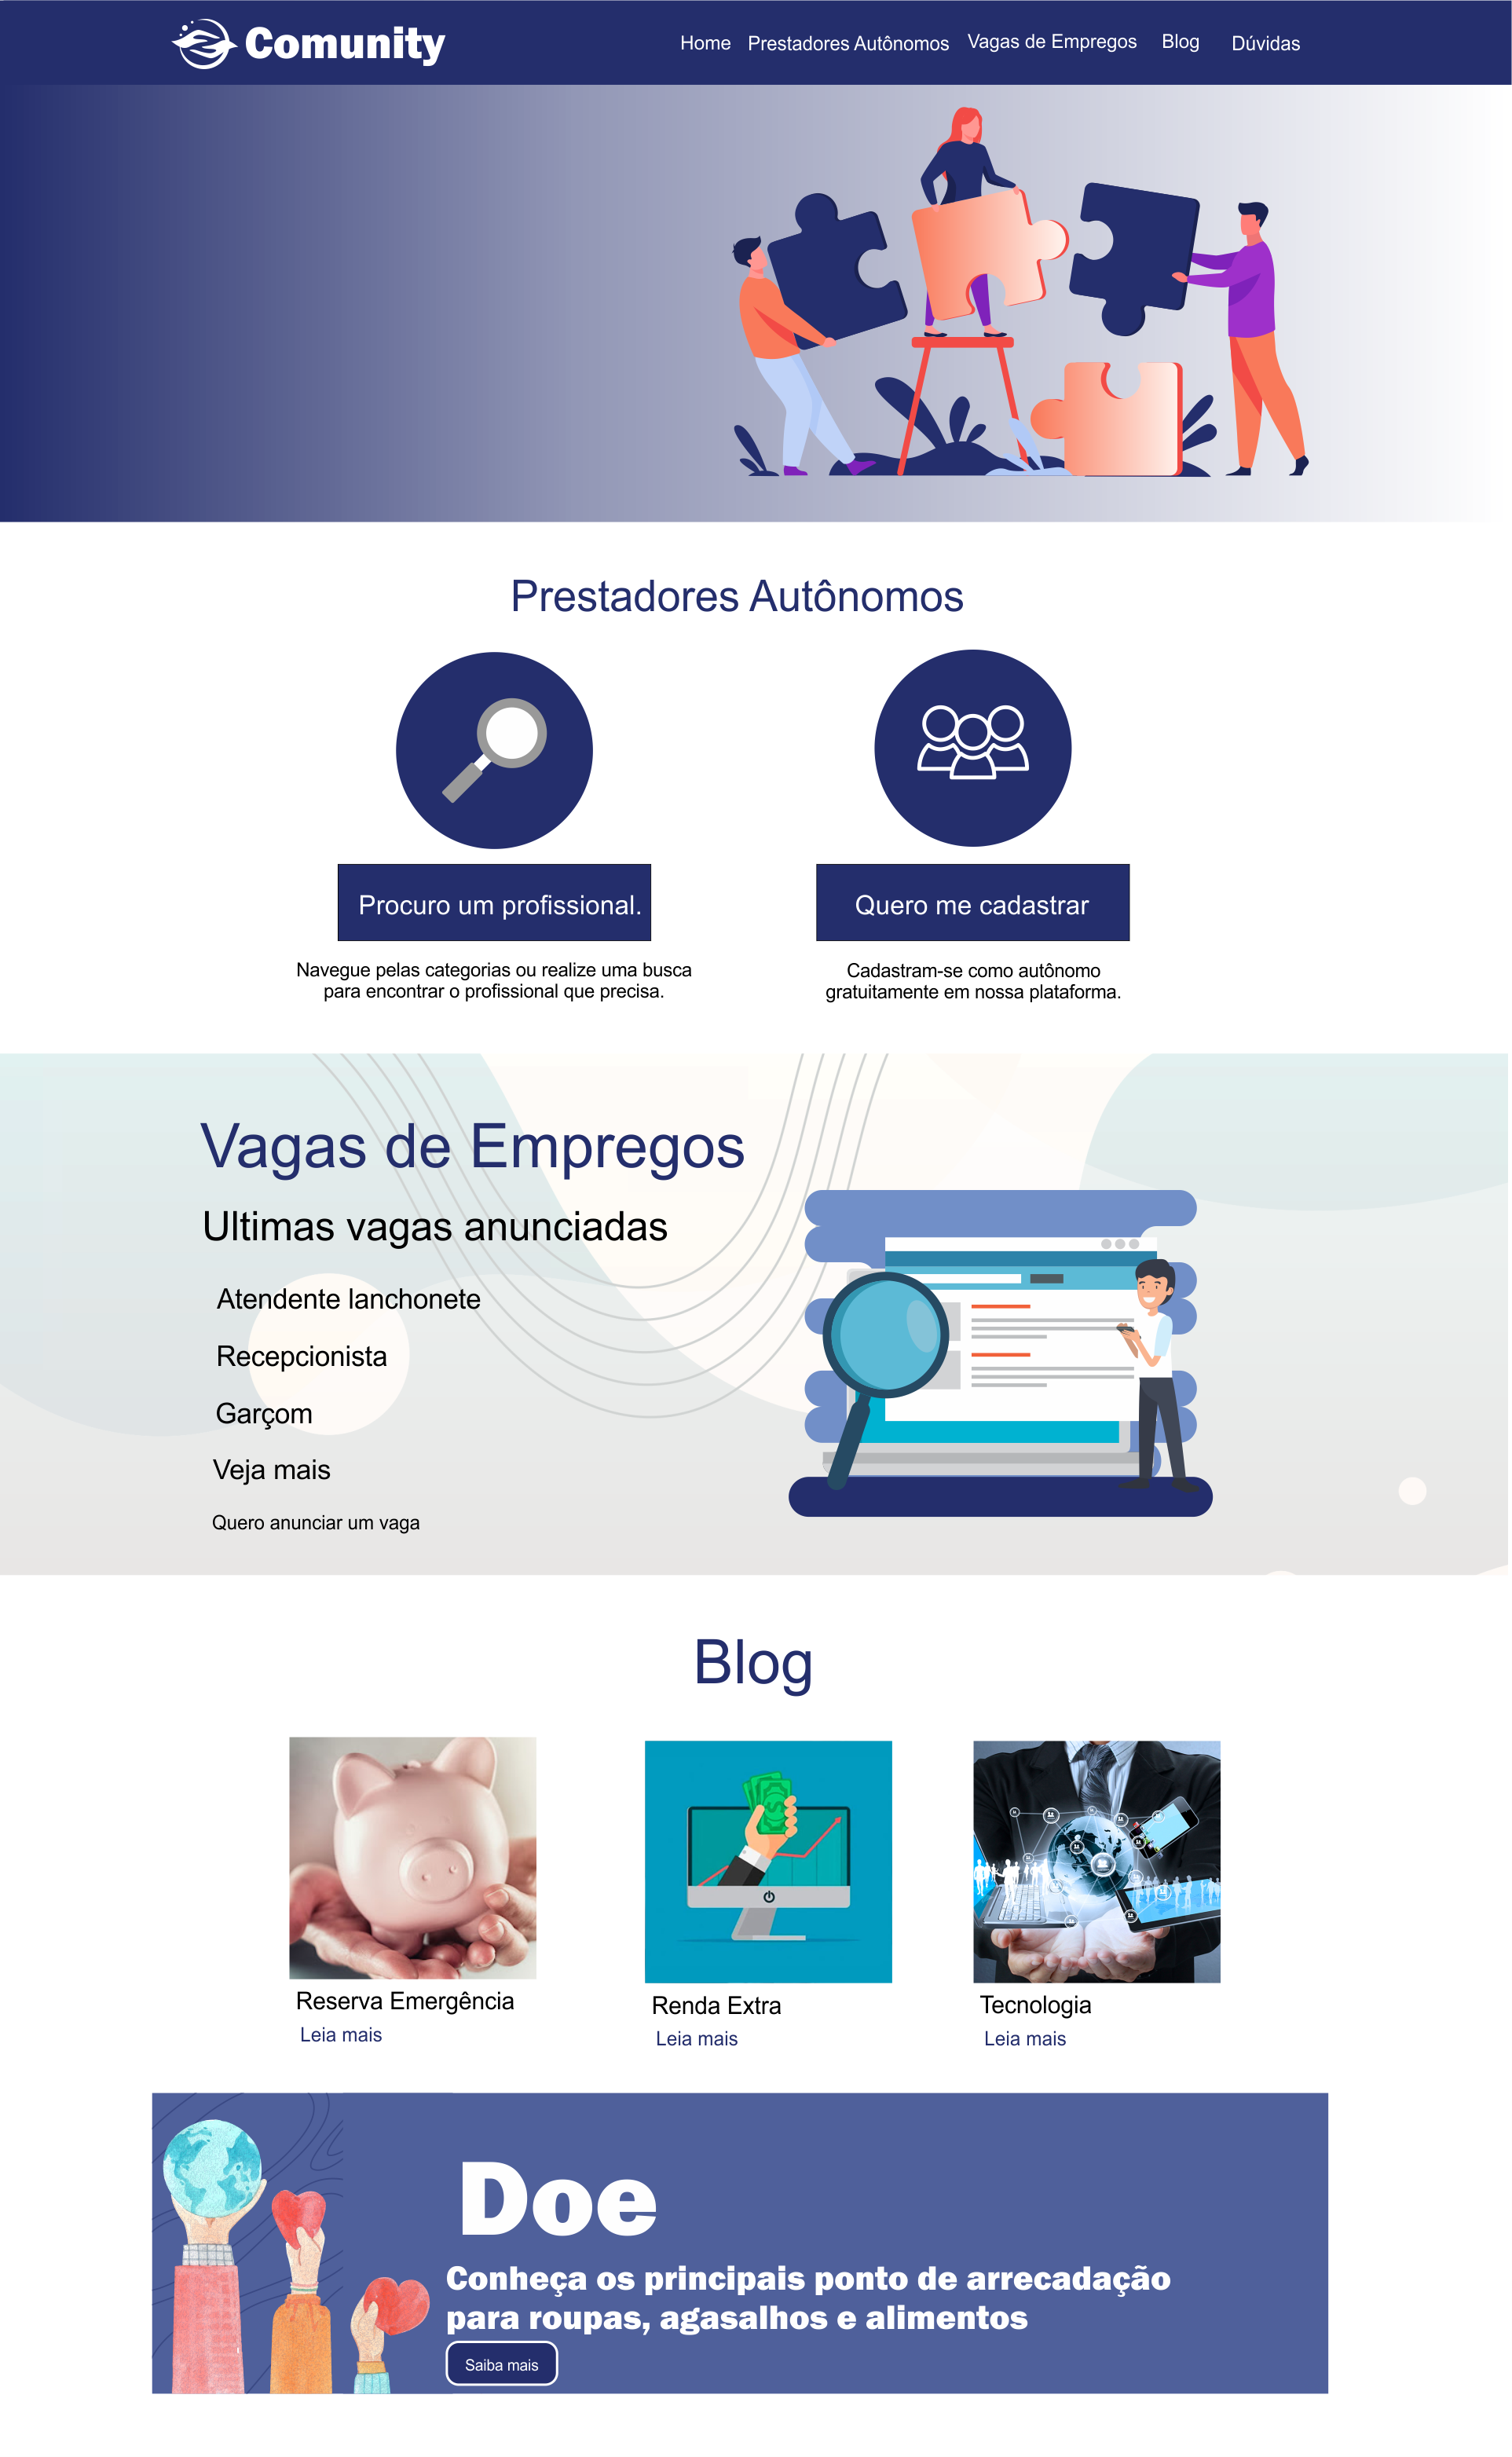 Comunity
Home Prestadores Autônomos Vagas de Empregos Blog Dúvidas
Prestadores Autônomos
Procuro um profissional.
Navegue pelas categorias ou realize uma busca
para encontrar o profissional que precisa.
Quero me cadastrar
Cadastram-se como autônomo
gratuitamente em nossa plataforma.
Vagas de Empregos
Ultimas vagas anunciadas
Atendente lanchonete
Recepcionista
Garçom
Veja mais
Quero anunciar um vaga
Blog
Reserva Emergência
Leia mais
Renda Extra
Leia mais
Tecnologia
Leia mais
Doe
Conheça os principais ponto de arrecadação
para roupas, agasalhos e alimentos
Saiba mais